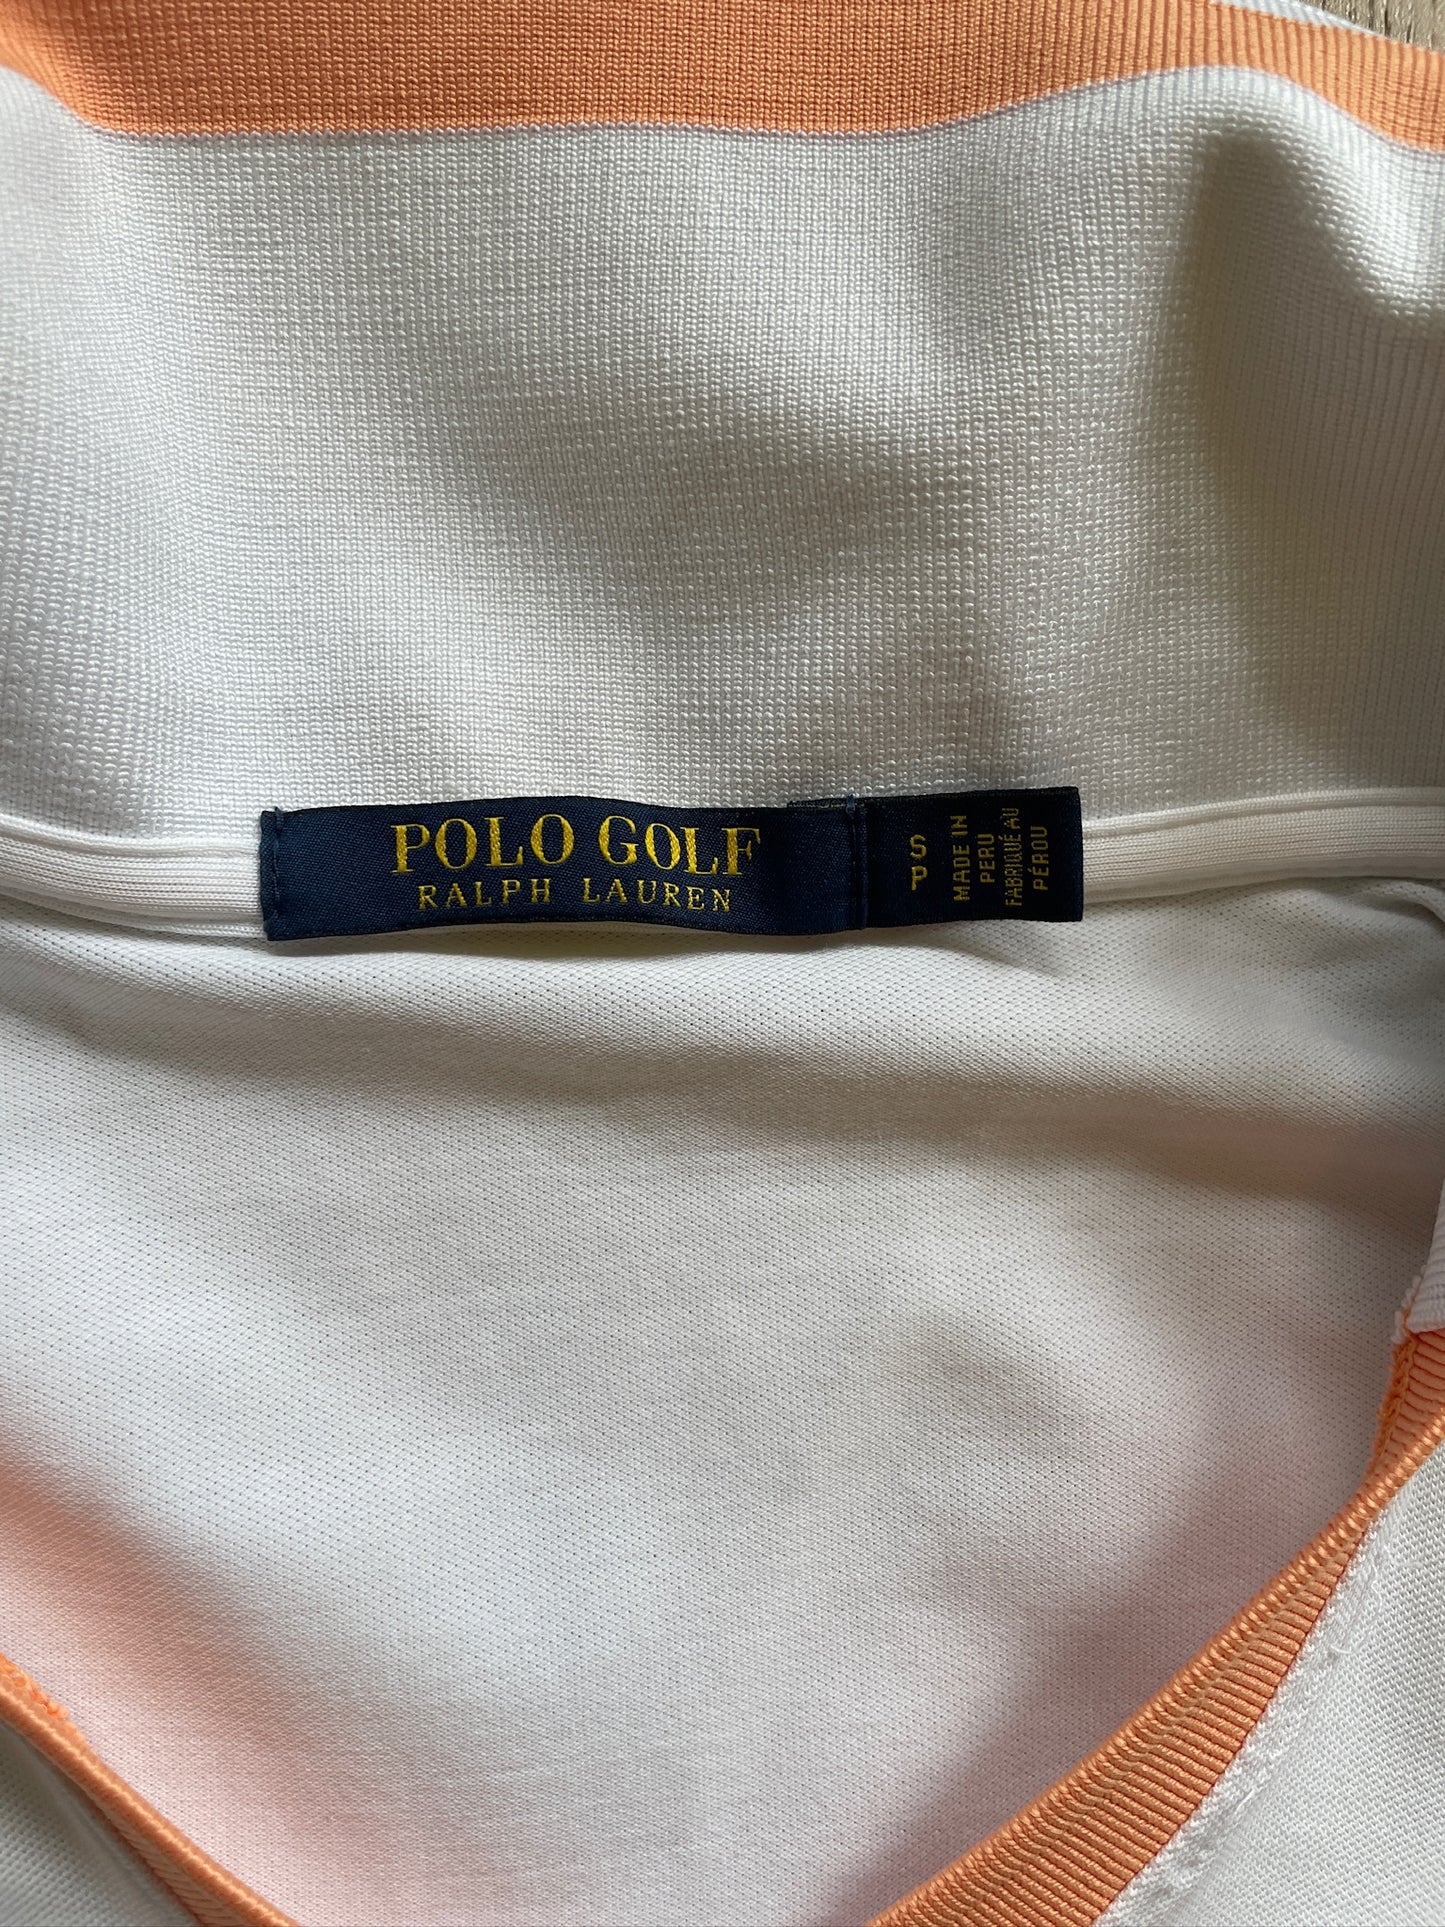 POLO GOLF
RALPH LAUREN
S
P
MADE IN
PERU
FABRIQUÉ AU
PÉROU